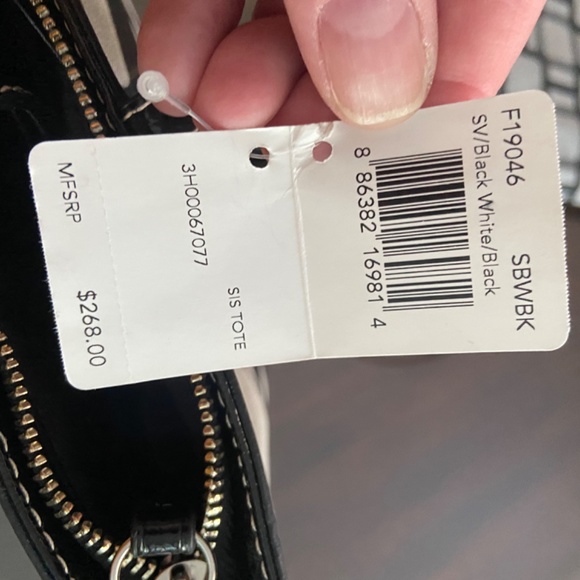 F19046 SBWBK
SV/Black White/Black
8 86382 16981 4
3H00067077
SIS TOTE
MFSRP $268.00